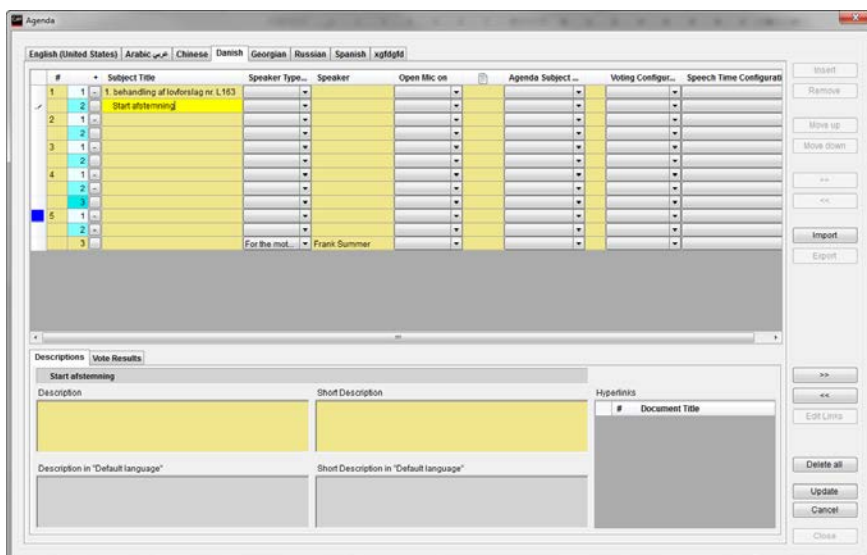 Agenda
English (United States) Arabic عربي Chinese Danish Georgian Russian Spanish xgfdgfd
# + Subject Title Speaker Type... Speaker Open Mic on Agenda Subject ... Voting Configur... Speech Time Configurati
1 1 - 1. behandling af lovforslag nr. L163
2 Start afstemning
2 1 -
2
3 1 -
2
4 1 -
2 -
3
5 1 -
2 -
3 For the mot... Frank Summer
Insert
Remove
Move up
Move down
>>
<<
Import
Export
Descriptions Vote Results
Start afstemning
Description Short Description Hyperlinks
# Document Title
Description in "Default language" Short Description in "Default language"
>>
<<
Edit Links
Delete all
Update
Cancel
Close